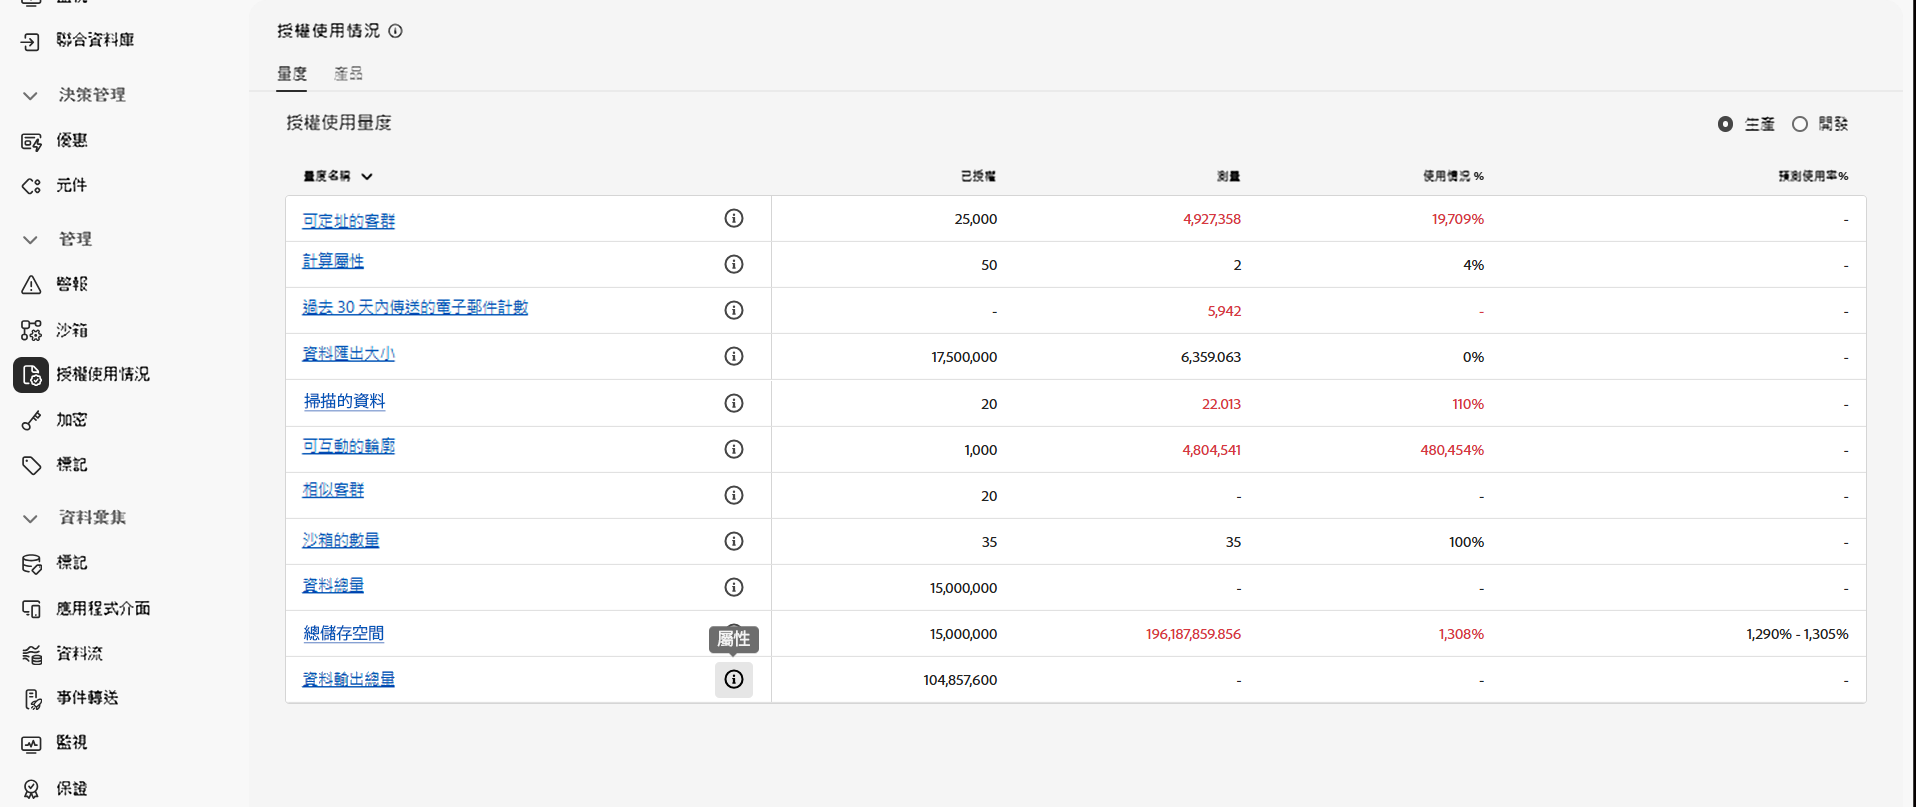 聯合資料庫
決策管理
優惠
元件
管理
警報
沙箱
授權使用情況
加密
標記
資料彙集
標記
應用程式介面
資料流
事件轉送
監視
保證
授權使用情況
量度 產品
授權使用量度
生產 開發
量度名稱 已授權 測量 使用情況 % 預測使用率%
可定址的客群 25,000 4,927,358 19,709% -
計算屬性 50 2 4% -
過去 30 天內傳送的電子郵件計數 - 5,942 - -
資料匯出大小 17,500,000 6,359.063 0% -
掃描的資料 20 22.013 110% -
可互動的輪廓 1,000 4,804,541 480,454% -
相似客群 20 - - -
沙箱的數量 35 35 100% -
資料總量 15,000,000 - - -
總儲存空間 15,000,000 196,187,859.856 1,308% 1,290% - 1,305%
屬性
資料輸出總量 104,857,600 - - -